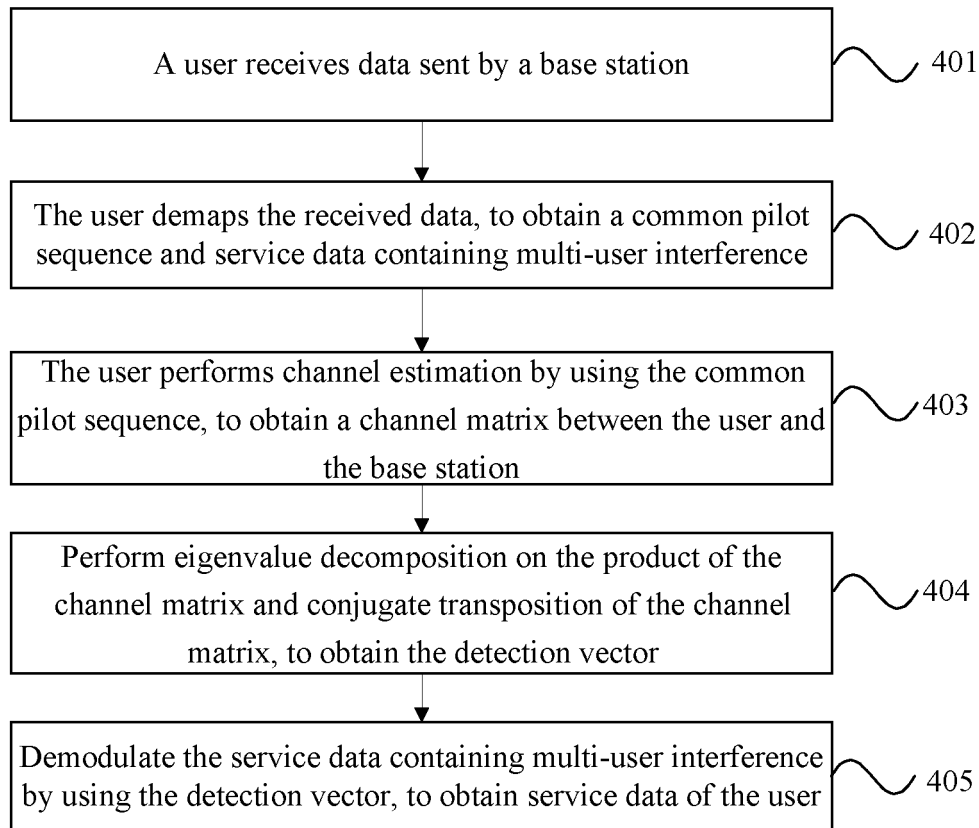 A user receives data sent by a base station
401
The user demaps the received data, to obtain a common pilot
sequence and service data containing multi-user interference
402
The user performs channel estimation by using the common
pilot sequence, to obtain a channel matrix between the user and
the base station
403
Perform eigenvalue decomposition on the product of the
channel matrix and conjugate transposition of the channel
matrix, to obtain the detection vector
404
Demodulate the service data containing multi-user interference
by using the detection vector, to obtain service data of the user
405